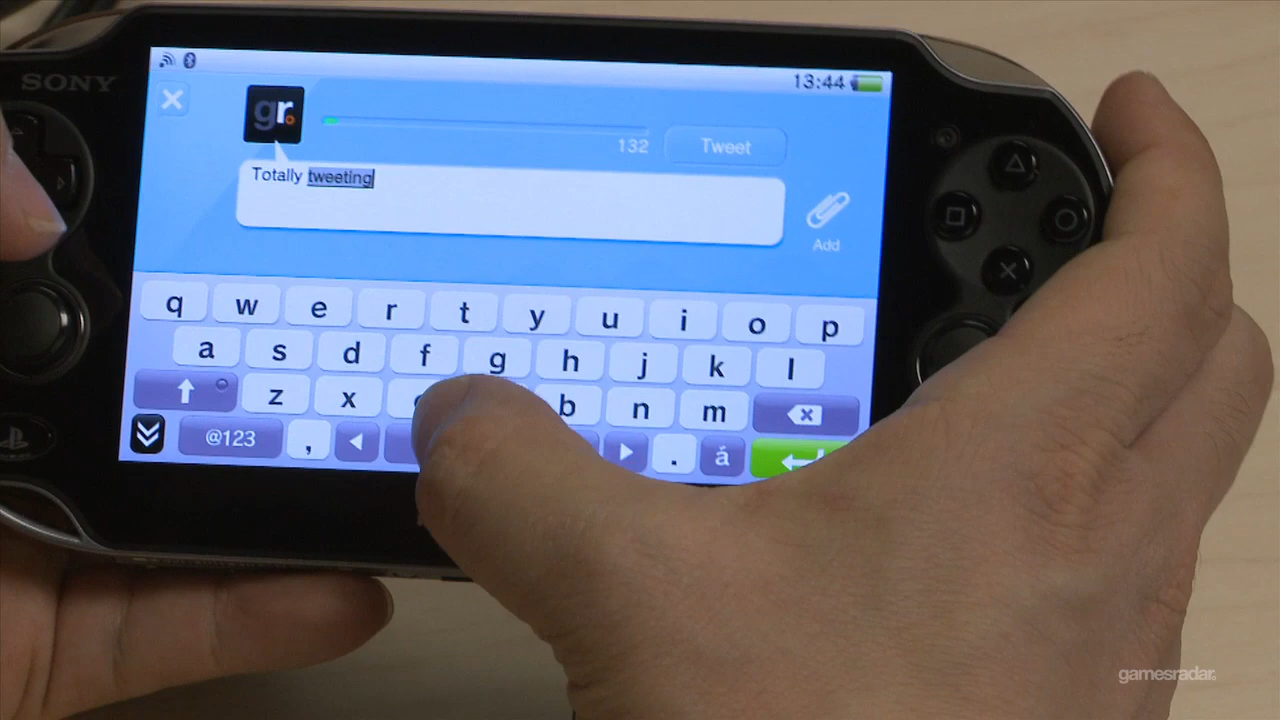 SONY
13:44
gr.
132
Tweet
Totally tweeting
Add
q w e r t y u i o p
a s d f g h j k l
z x c b n m
@123 , . á
gamesradar.